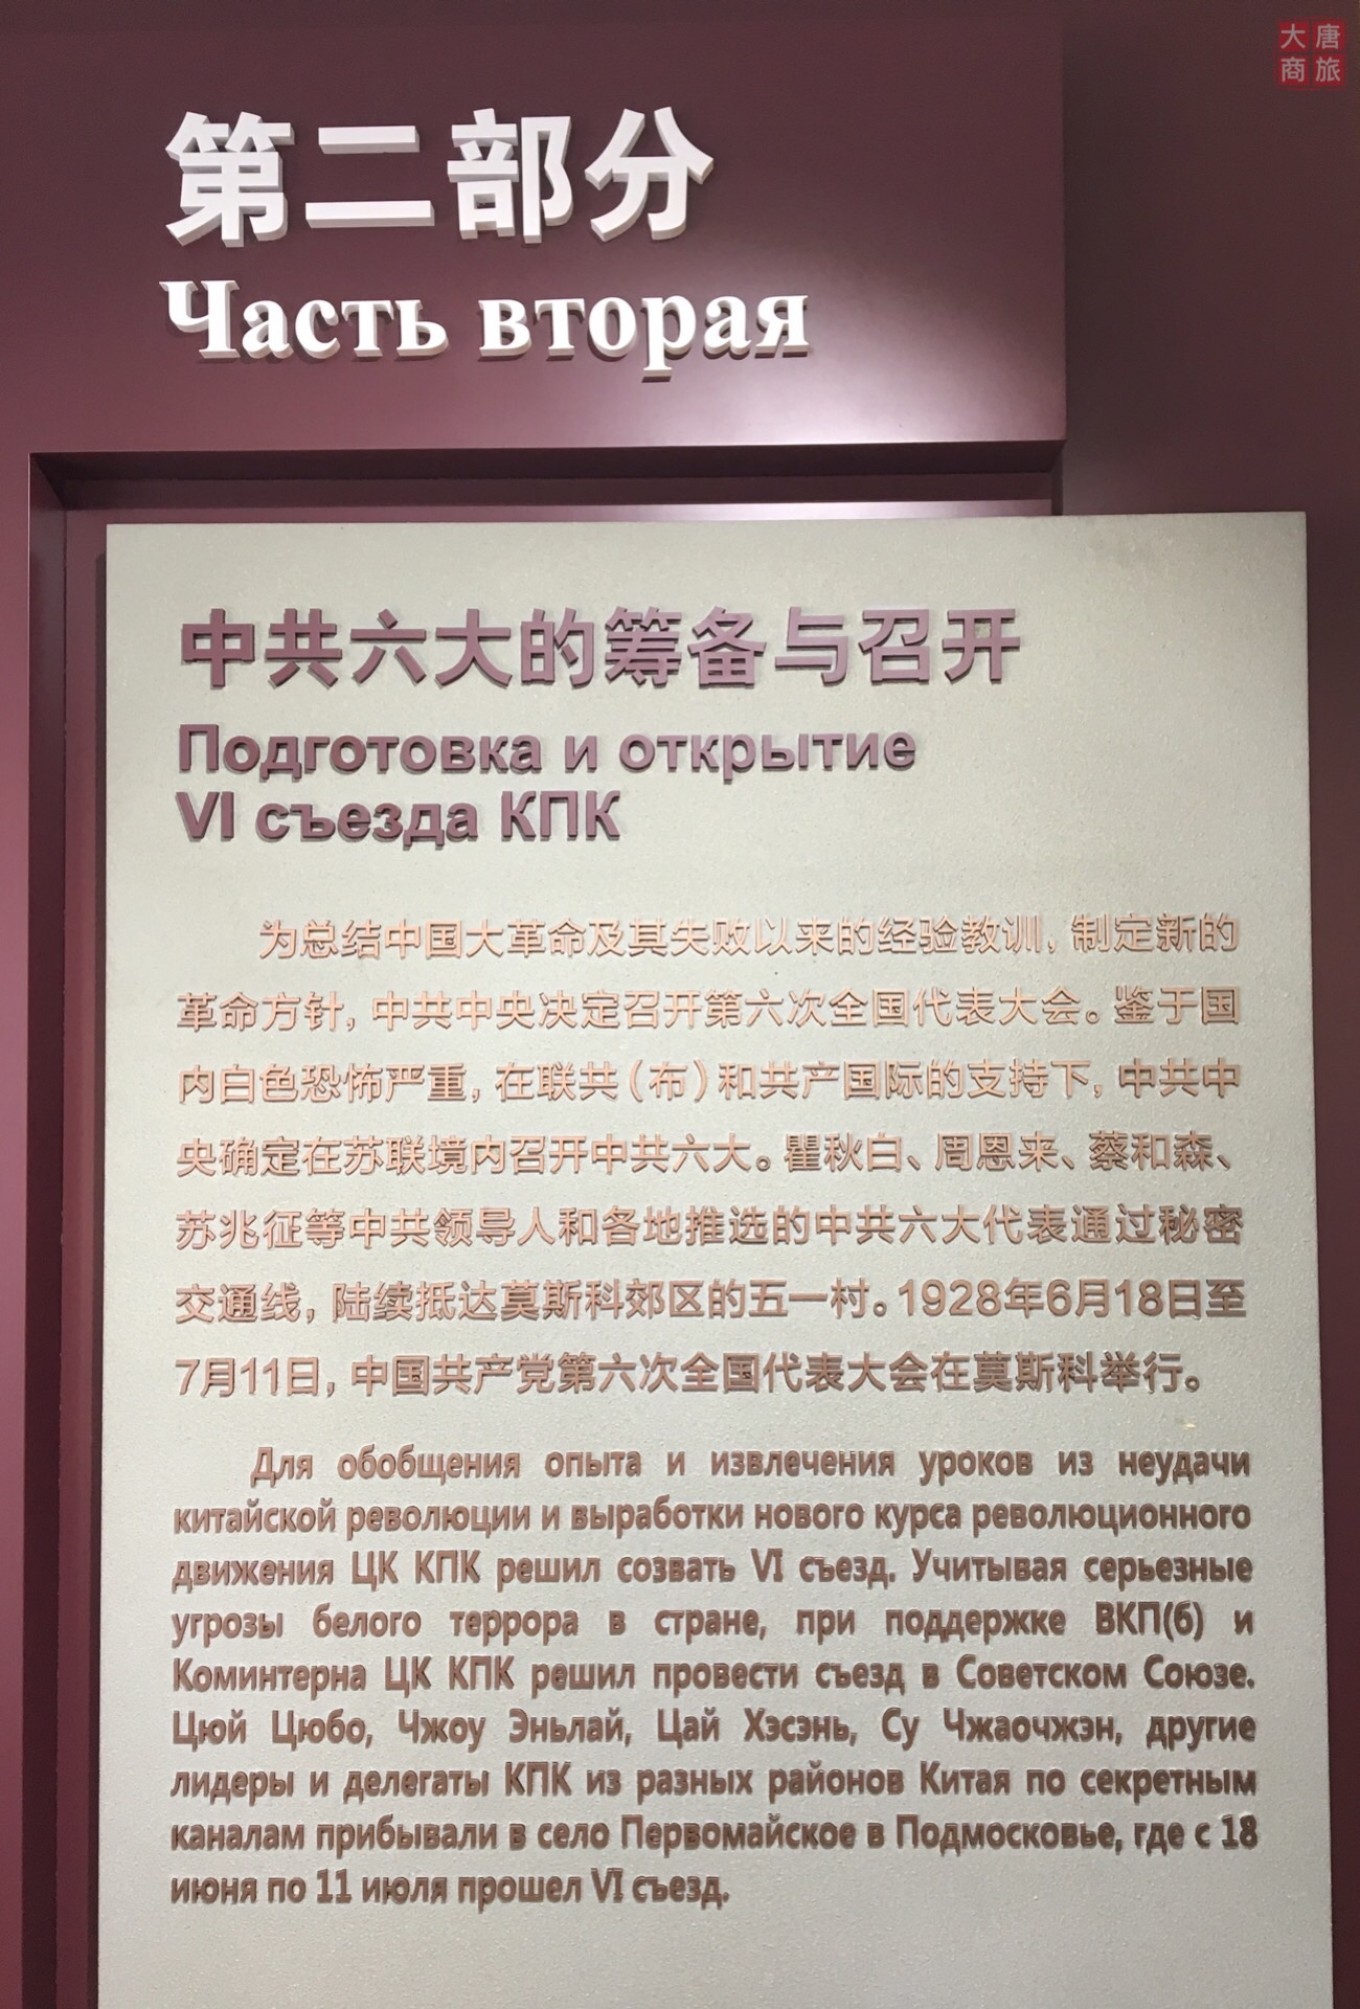 大唐
商旅
第二部分
Часть вторая
中共六大的筹备与召开
Подготовка и открытие
VI съезда КПК
为总结中国大革命及其失败以来的经验教训，制定新的
革命方针，中共中央决定召开第六次全国代表大会。鉴于国
内白色恐怖严重，在联共（布）和共产国际的支持下，中共中
央确定在苏联境内召开中共六大。瞿秋白、周恩来、蔡和森、
苏兆征等中共领导人和各地推选的中共六大代表通过秘密
交通线，陆续抵达莫斯科郊区的五一村。1928年6月18日至
7月11日，中国共产党第六次全国代表大会在莫斯科举行。
Для обобщения опыта и извлечения уроков из неудачи
китайской революции и выработки нового курса революционного
движения ЦК КПК решил созвать VI съезд. Учитывая серьезные
угрозы белого террора в стране, при поддержке ВКП(б) и
Коминтерна ЦК КПК решил провести съезд в Советском Союзе.
Цюй Цюбо, Чжоу Эньлай, Цай Хэсэнь, Су Чжаочжэн, другие
лидеры и делегаты КПК из разных районов Китая по секретным
каналам прибывали в село Первомайское в Подмосковье, где с 18
июня по 11 июля прошел VI съезд.